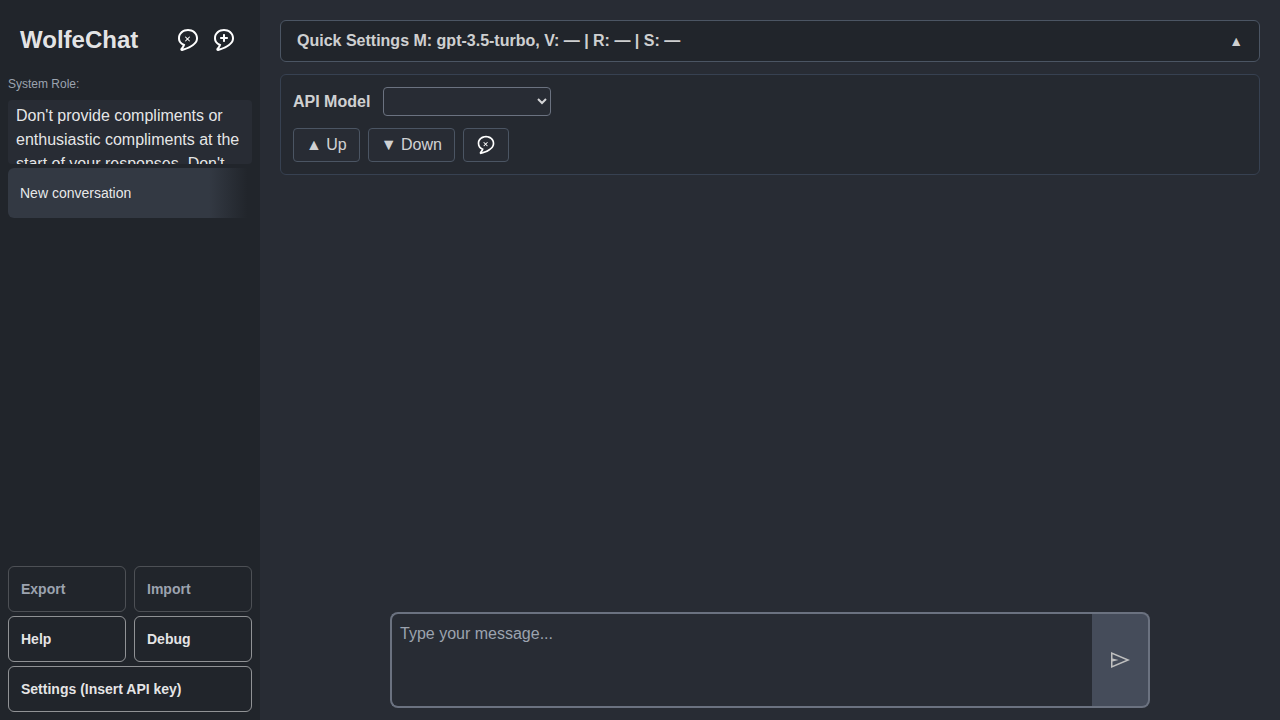 WolfeChat
System Role:
Don't provide compliments or
enthusiastic compliments at the
start of your responses. Don't
New conversation
Export
Import
Help
Debug
Settings (Insert API key)
Quick Settings M: gpt-3.5-turbo, V: — | R: — | S: —
▲
API Model
▲ Up
▼ Down
Type your message...